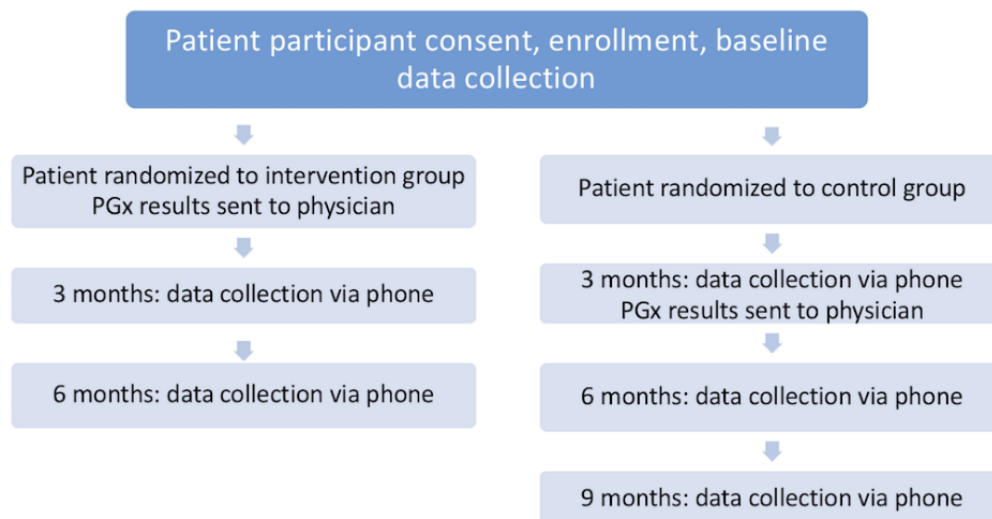 Patient participant consent, enrollment, baseline
data collection
Patient randomized to intervention group
PGx results sent to physician
3 months: data collection via phone
6 months: data collection via phone
Patient randomized to control group
3 months: data collection via phone
PGx results sent to physician
6 months: data collection via phone
9 months: data collection via phone